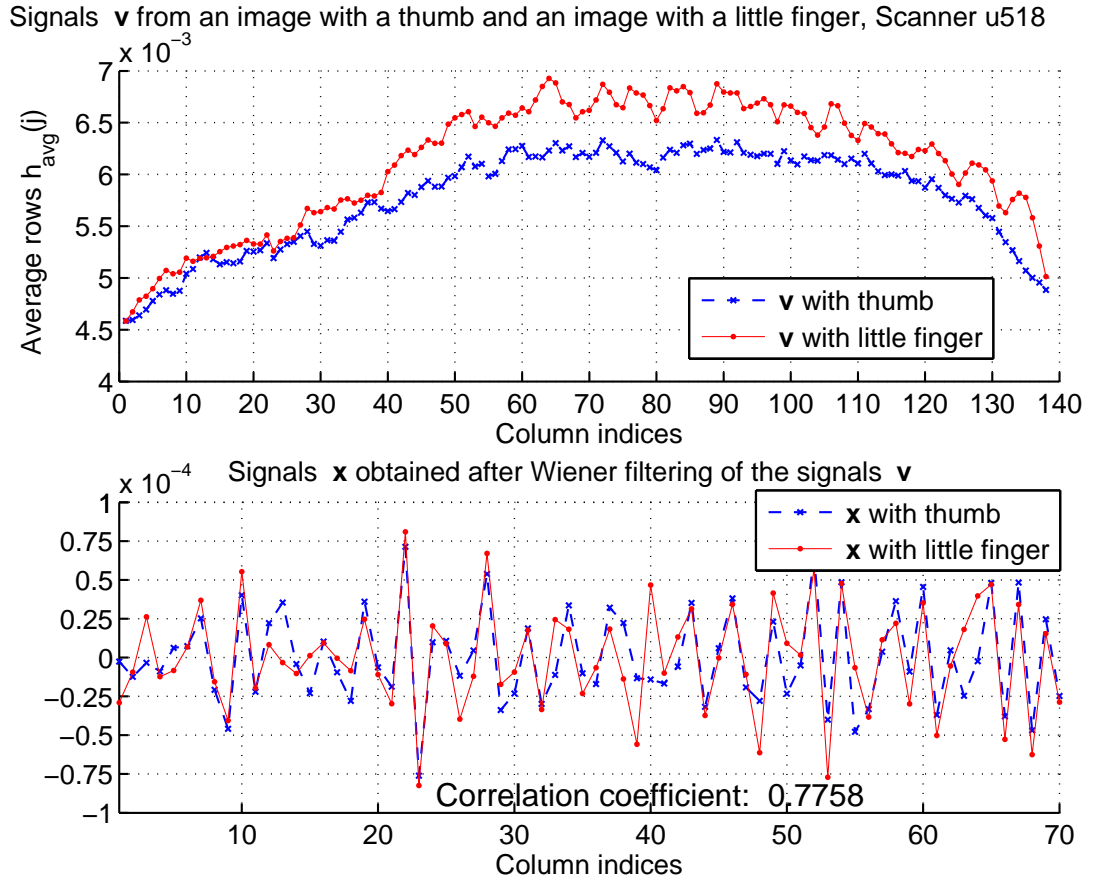 Signals v from an image with a thumb and an image with a little finger, Scanner u518
x 10^−3
7
6.5
6
5.5
5
4.5
4
Average rows h_avg(j)
v with thumb
v with little finger
0 10 20 30 40 50 60 70 80 90 100 110 120 130 140
Column indices
Signals x obtained after Wiener filtering of the signals v
x 10^−4
1
0.75
0.5
0.25
0
−0.25
−0.5
−0.75
−1
x with thumb
x with little finger
Correlation coefficient: 0.7758
10 20 30 40 50 60 70
Column indices